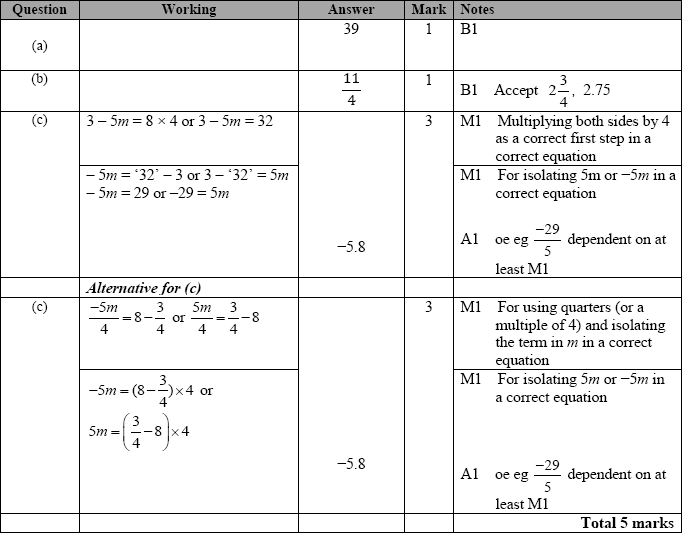 Question Working Answer Mark Notes
(a) 39 1 B1
(b) 11/4 1 B1 Accept 2 3/4, 2.75
(c) 3 – 5m = 8 × 4 or 3 – 5m = 32 3 M1 Multiplying both sides by 4
as a correct first step in a
correct equation
– 5m = ‘32’ – 3 or 3 – ‘32’ = 5m M1 For isolating 5m or −5m in a
– 5m = 29 or –29 = 5m correct equation
−5.8 A1 oe eg −29/5 dependent on at
least M1
Alternative for (c)
(c) −5m/4 = 8 − 3/4 or 5m/4 = 3/4 − 8 3 M1 For using quarters (or a
multiple of 4) and isolating
the term in m in a correct
equation
−5m = (8 − 3/4) × 4 or M1 For isolating 5m or −5m in
5m = (3/4 − 8) × 4 a correct equation
−5.8 A1 oe eg −29/5 dependent on at
least M1
Total 5 marks